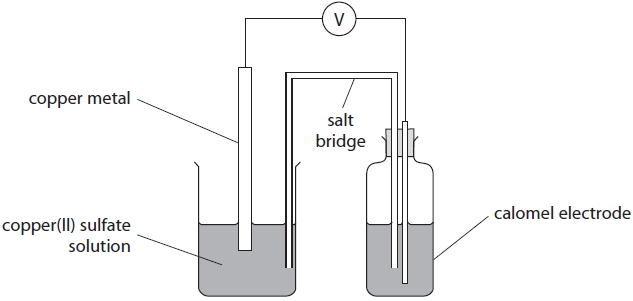 V
copper metal
salt
bridge
copper(II) sulfate
solution
calomel electrode